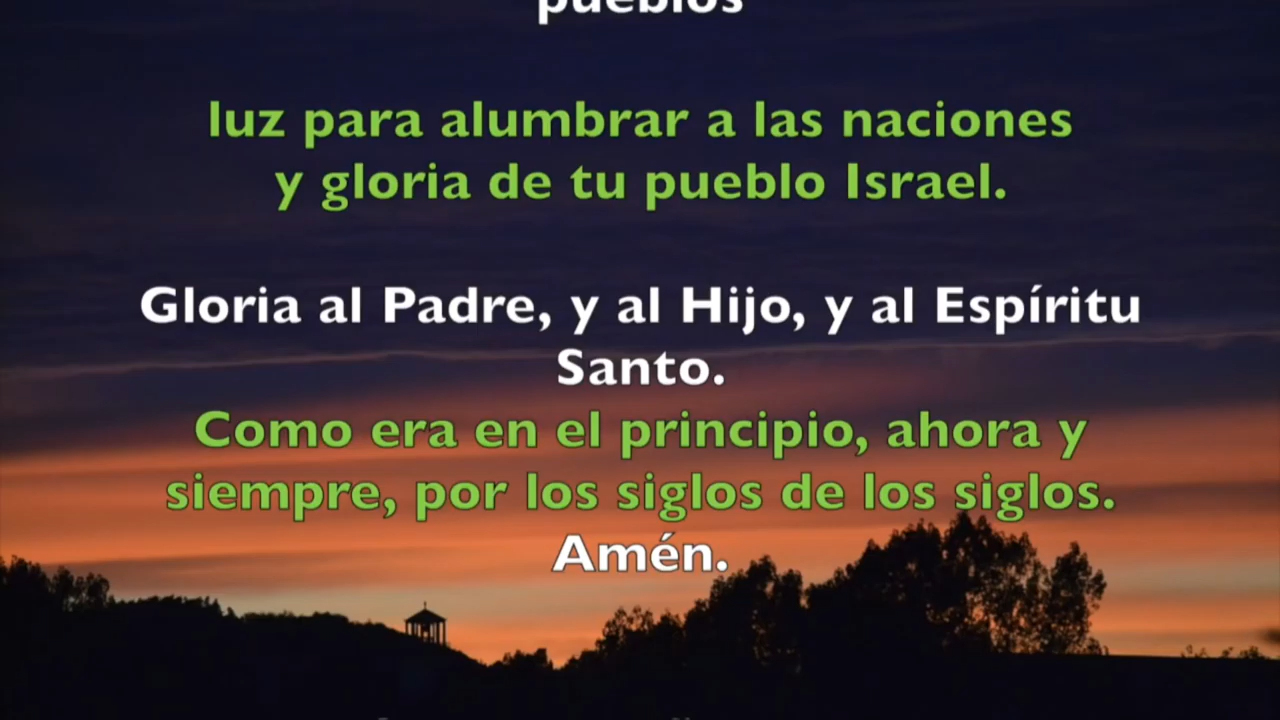 pueblos
luz para alumbrar a las naciones
y gloria de tu pueblo Israel.
Gloria al Padre, y al Hijo, y al Espíritu
Santo.
Como era en el principio, ahora y
siempre, por los siglos de los siglos.
Amén.